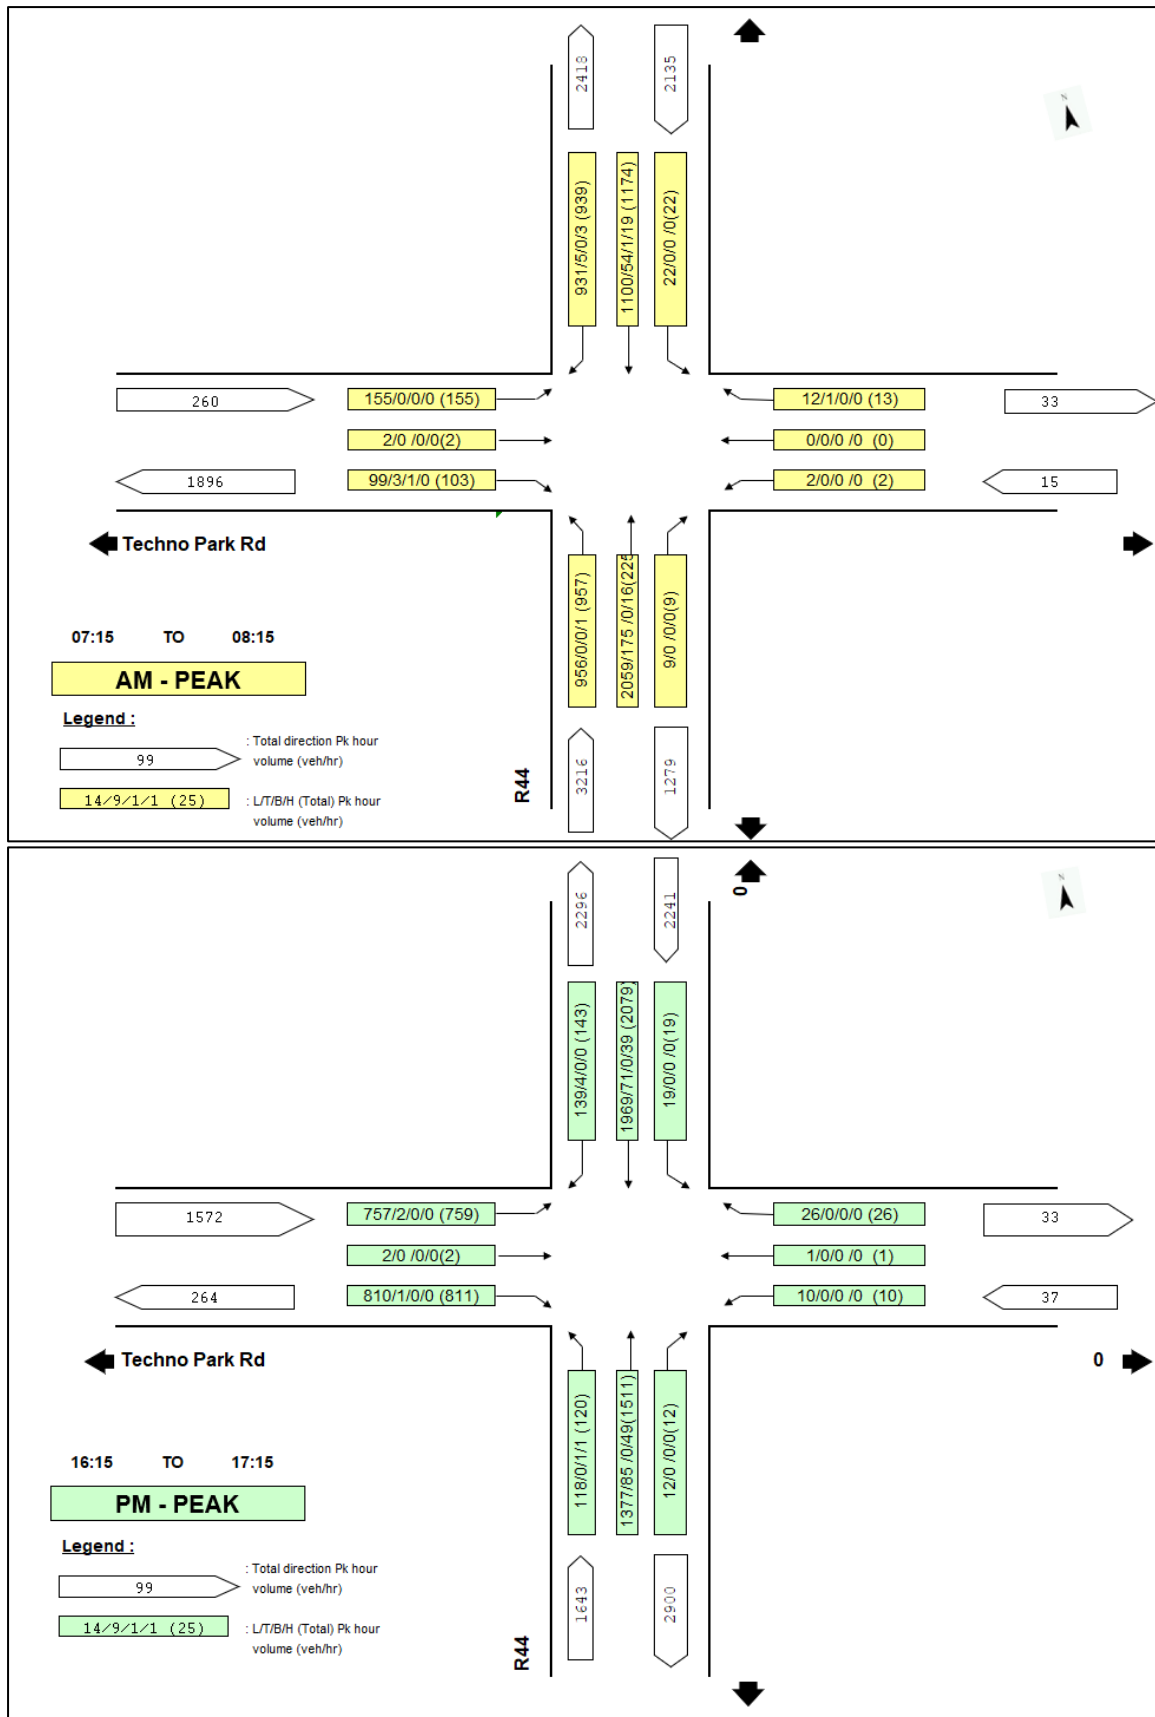 2418
2135
N
931/5/0/3 (939)
1100/54/1/19 (1174)
22/0/0 /0(22)
260
155/0/0/0 (155)
12/1/0/0 (13)
33
2/0 /0/0(2)
0/0/0 /0 (0)
1896
99/3/1/0 (103)
2/0/0 /0 (2)
15
Techno Park Rd
956/0/0/1 (957)
2059/175 /0/16(225
9/0 /0/0(9)
07:15 TO 08:15
AM - PEAK
Legend :
99
: Total direction Pk hour
volume (veh/hr)
14/9/1/1 (25)
: L/T/B/H (Total) Pk hour
volume (veh/hr)
R44
3216
1279
2296
2241
0
N
139/4/0/0 (143)
1969/71/0/39 (2079)
19/0/0 /0(19)
1572
757/2/0/0 (759)
26/0/0/0 (26)
33
2/0 /0/0(2)
1/0/0 /0 (1)
264
810/1/0/0 (811)
10/0/0 /0 (10)
37
Techno Park Rd
0
118/0/1/1 (120)
1377/85 /0/49(1511)
12/0 /0/0(12)
16:15 TO 17:15
PM - PEAK
Legend :
99
: Total direction Pk hour
volume (veh/hr)
14/9/1/1 (25)
: L/T/B/H (Total) Pk hour
volume (veh/hr)
R44
1643
2900